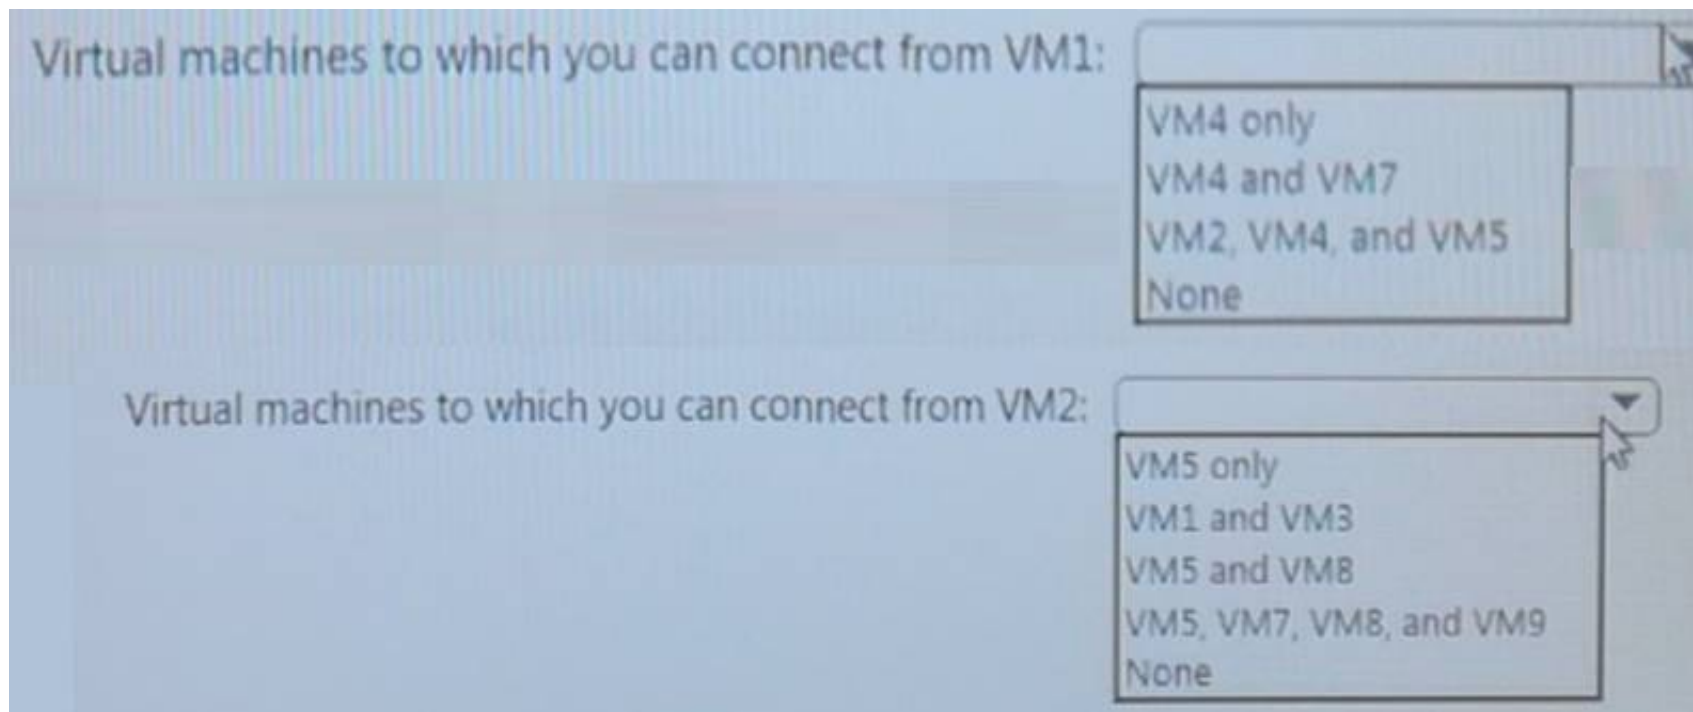 Virtual machines to which you can connect from VM1:
VM4 only
VM4 and VM7
VM2, VM4, and VM5
None
Virtual machines to which you can connect from VM2:
VM5 only
VM1 and VM3
VM5 and VM8
VM5, VM7, VM8, and VM9
None